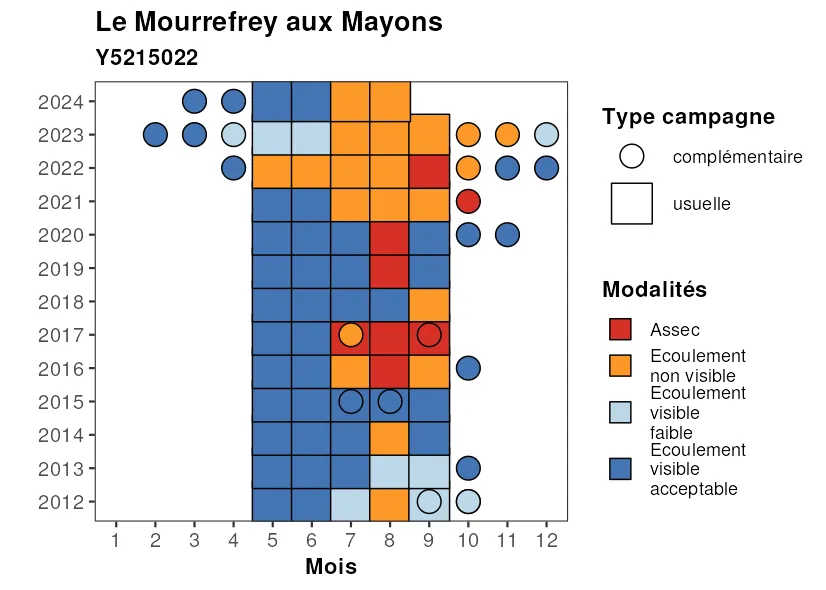 Le Mourrefrey aux Mayons
Y5215022
2024
2023
2022
2021
2020
2019
2018
2017
2016
2015
2014
2013
2012
1 2 3 4 5 6 7 8 9 10 11 12
Mois
Type campagne
complémentaire
usuelle
Modalités
Assec
Ecoulement
non visible
Ecoulement
visible
faible
Ecoulement
visible
acceptable